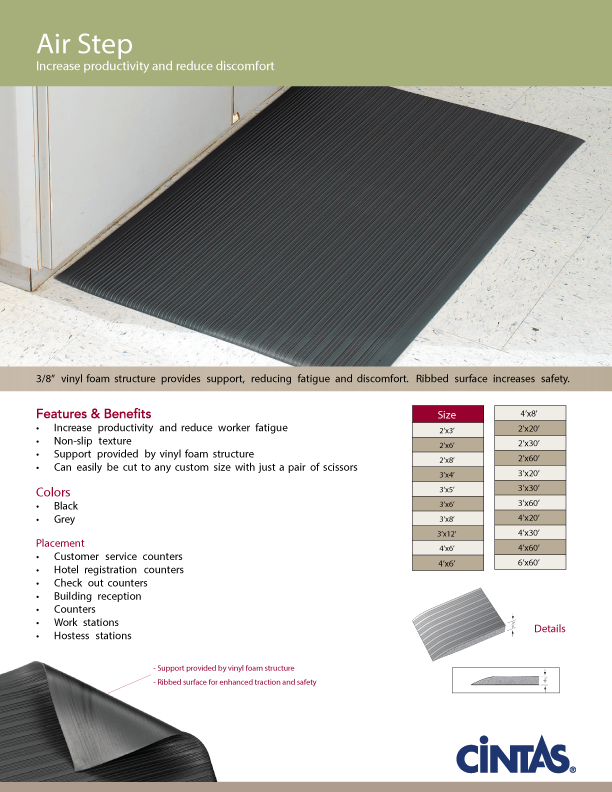 Air Step
Increase productivity and reduce discomfort
3/8" vinyl foam structure provides support, reducing fatigue and discomfort. Ribbed surface increases safety.
Features & Benefits
• Increase productivity and reduce worker fatigue
• Non-slip texture
• Support provided by vinyl foam structure
• Can easily be cut to any custom size with just a pair of scissors
Colors
• Black
• Grey
Placement
• Customer service counters
• Hotel registration counters
• Check out counters
• Building reception
• Counters
• Work stations
• Hostess stations
Size
2'x3'
2'x6'
2'x8'
3'x4'
3'x5'
3'x6'
3'x8'
3'x12'
4'x6'
4'x6'
4'x8'
2'x20'
2'x30'
2'x60'
3'x20'
3'x30'
3'x60'
4'x20'
4'x30'
4'x60'
6'x60'
Details
- Support provided by vinyl foam structure
- Ribbed surface for enhanced traction and safety
CINTAS®